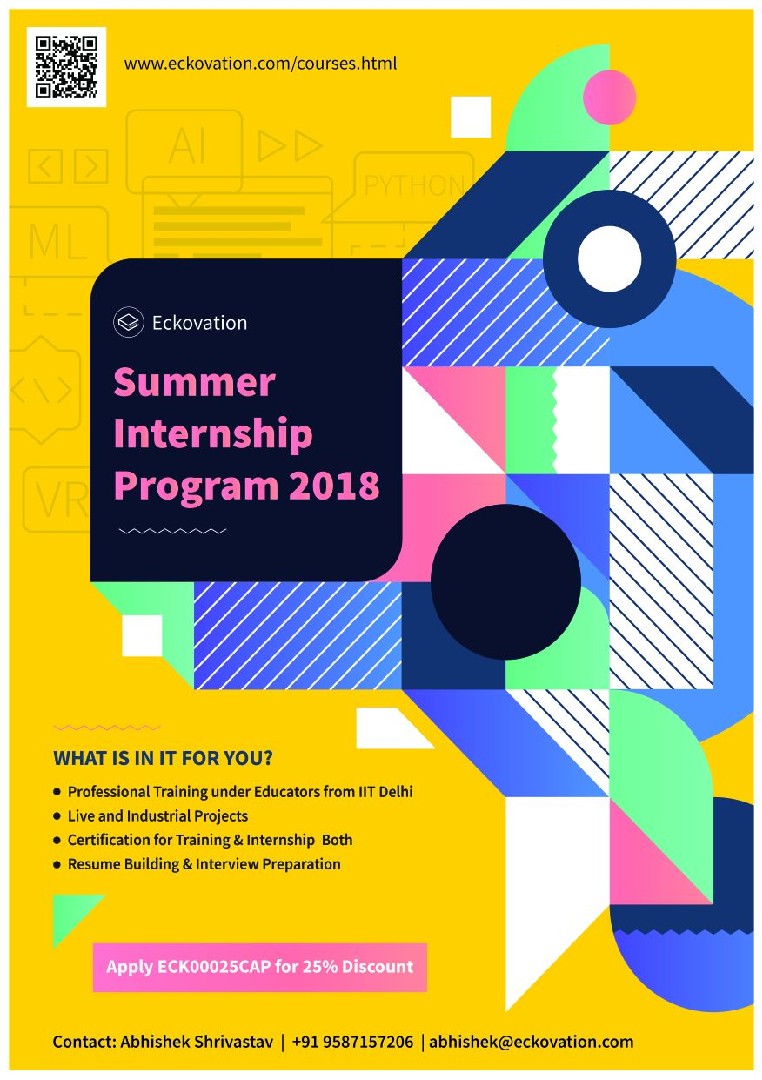 www.eckovation.com/courses.html
AI
PYTHON
ML
Eckovation
Summer
Internship
Program 2018
VR
WHAT IS IN IT FOR YOU?
Professional Training under Educators from IIT Delhi
Live and Industrial Projects
Certification for Training & Internship Both
Resume Building & Interview Preparation
Apply ECK00025CAP for 25% Discount
Contact: Abhishek Shrivastav | +91 9587157206 | abhishek@eckovation.com